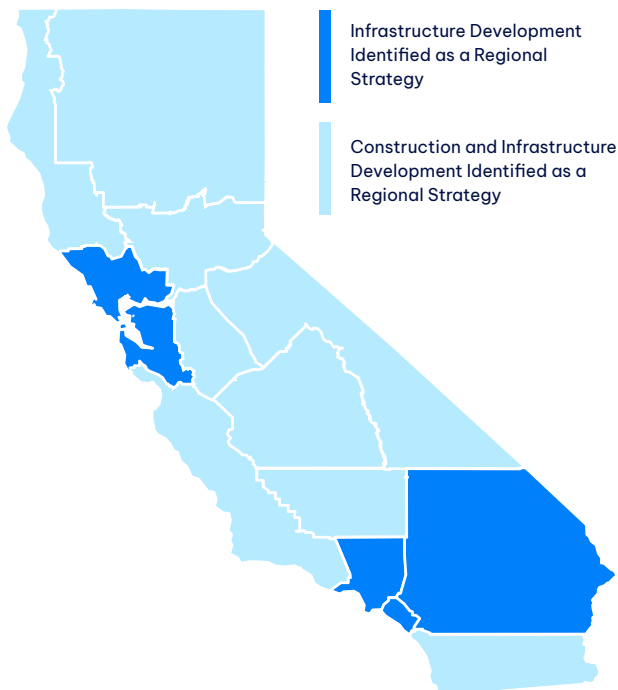 Infrastructure Development
Identified as a Regional
Strategy
Construction and Infrastructure
Development Identified as a
Regional Strategy